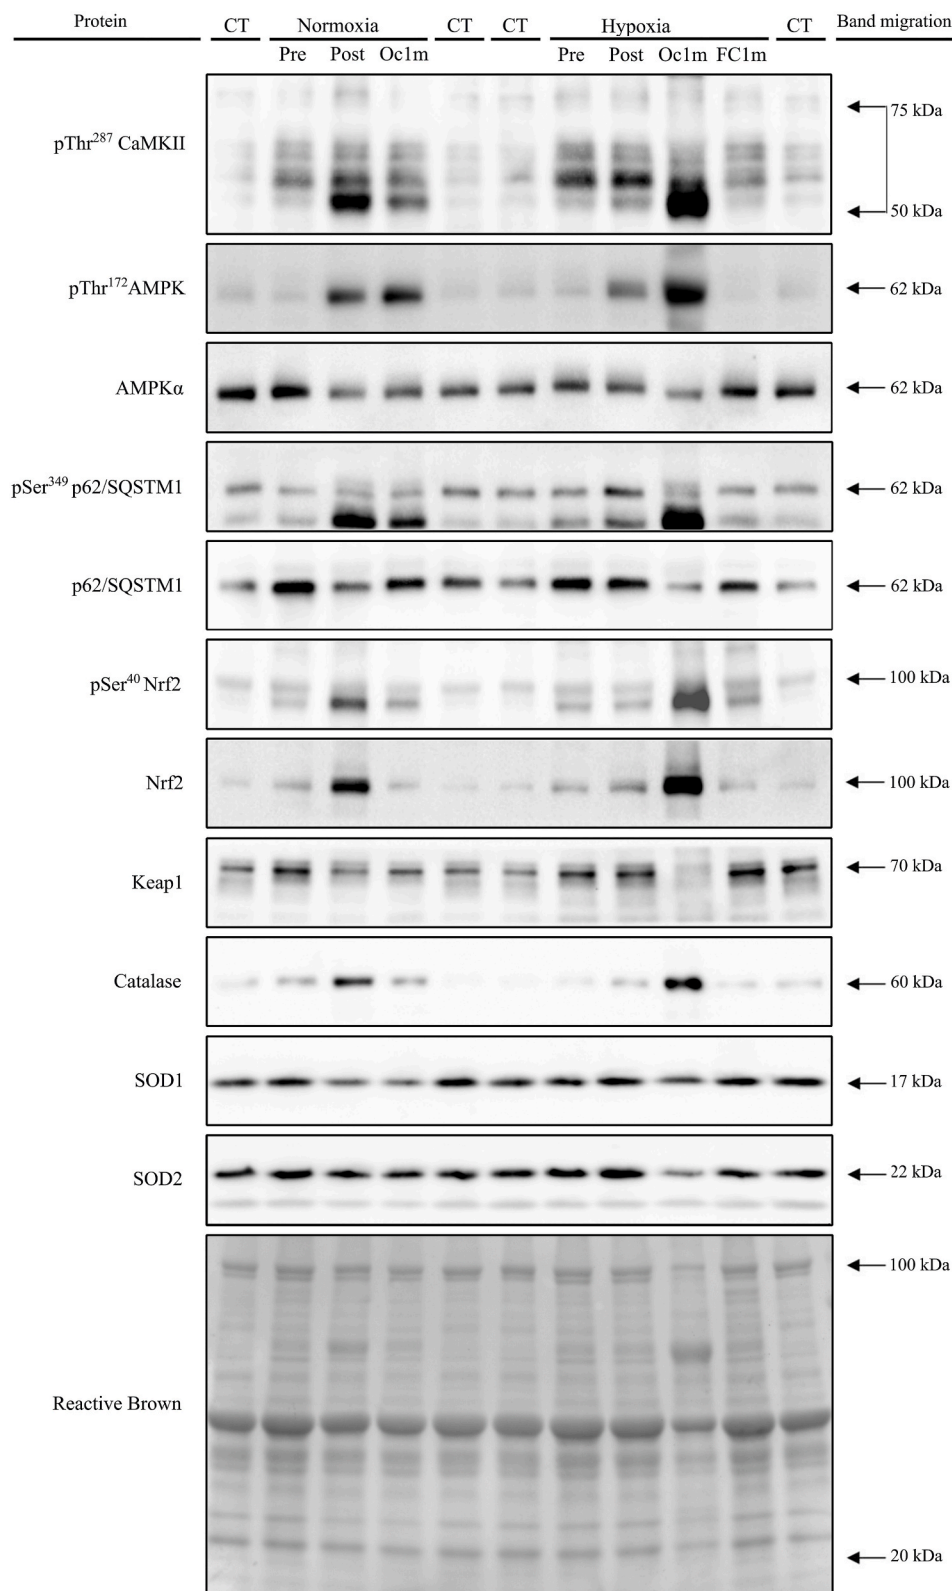 Protein CT Normoxia CT CT Hypoxia CT Band migration
Pre Post Oc1m Pre Post Oc1m FC1m
75 kDa
pThr²⁸⁷ CaMKII
50 kDa
pThr¹⁷²AMPK 62 kDa
AMPKα 62 kDa
pSer³⁴⁹ p62/SQSTM1 62 kDa
p62/SQSTM1 62 kDa
pSer⁴⁰ Nrf2 100 kDa
Nrf2 100 kDa
Keap1 70 kDa
Catalase 60 kDa
SOD1 17 kDa
SOD2 22 kDa
100 kDa
Reactive Brown
20 kDa